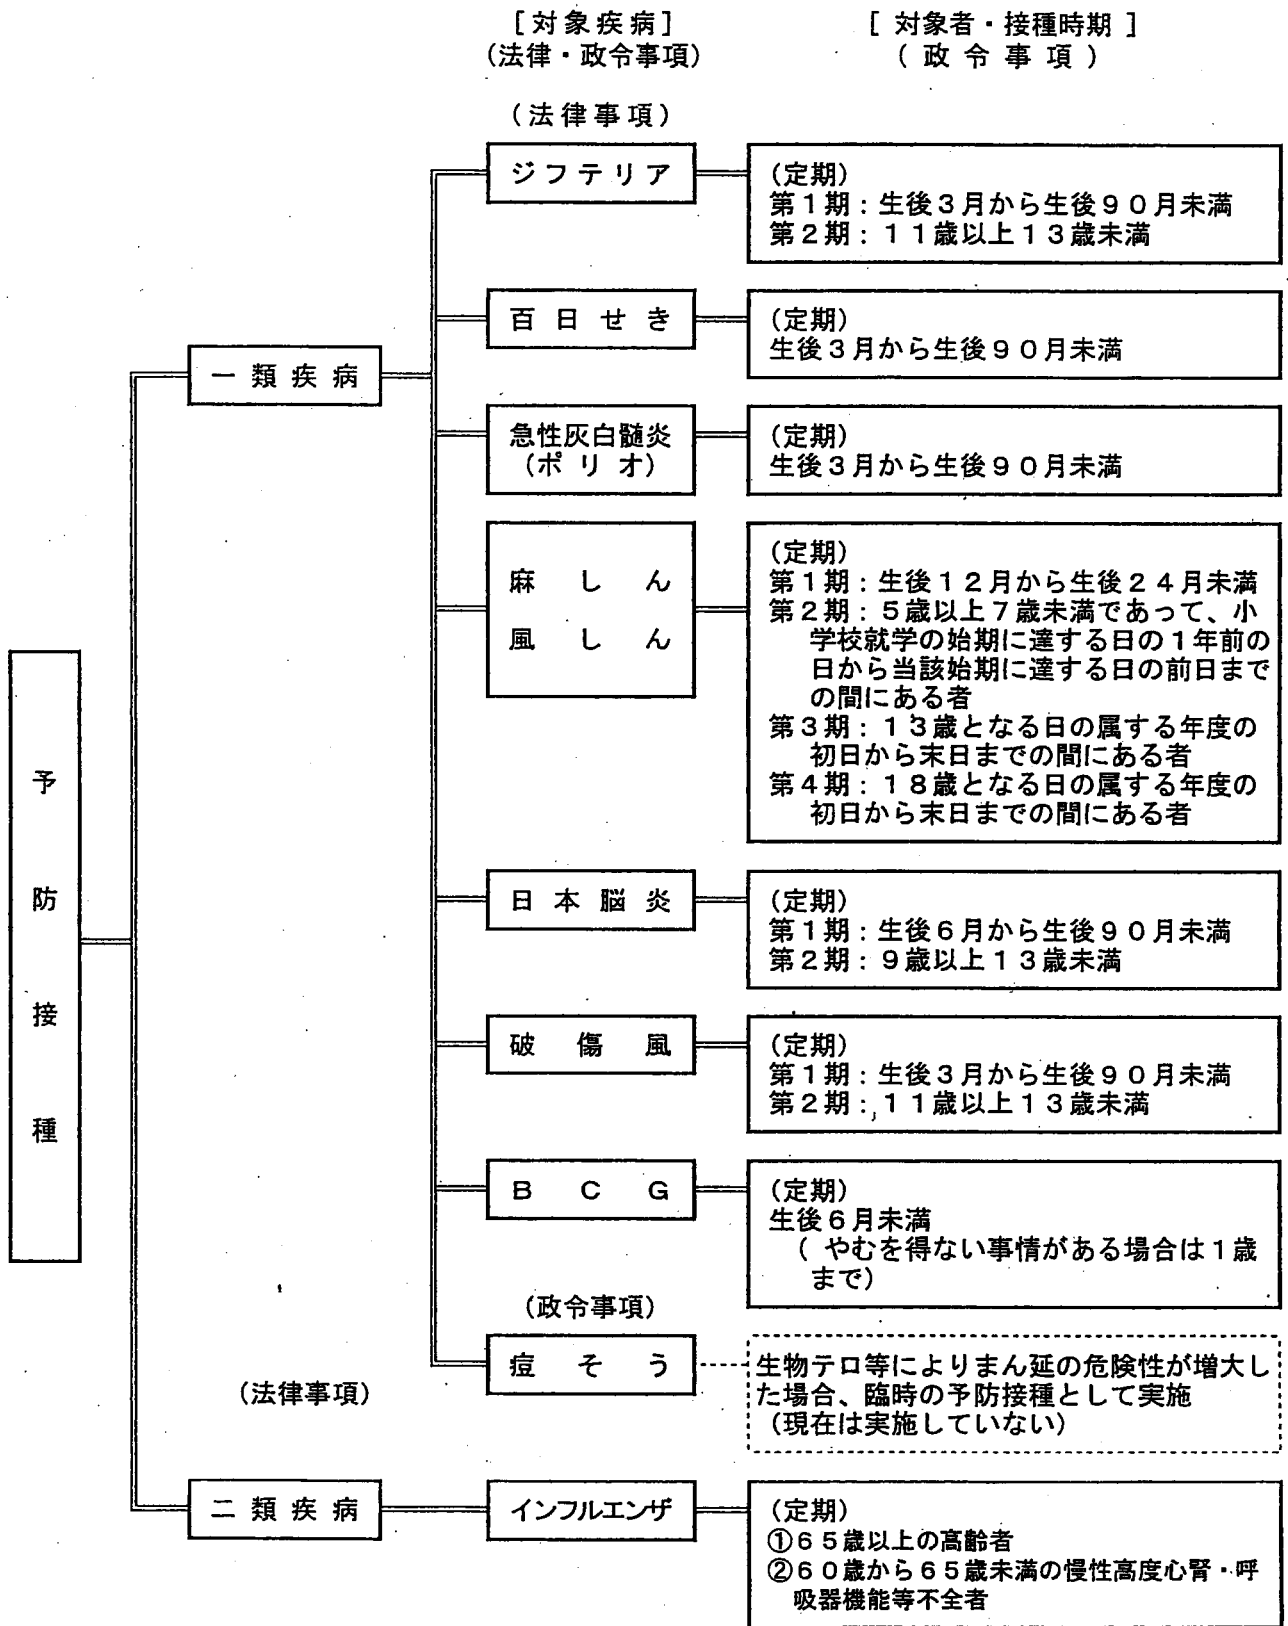 [対象疾病]
(法律・政令事項)
[ 対象者・接種時期 ]
( 政 令 事 項 )
(法律事項)
ジフテリア
(定期)
第1期:生後3月から生後90月未満
第2期:11歳以上13歳未満
百日せき
(定期)
生後3月から生後90月未満
一類疾病
急性灰白髄炎
(ポリオ)
(定期)
生後3月から生後90月未満
麻しん
風しん
(定期)
第1期:生後12月から生後24月未満
第2期:5歳以上7歳未満であって、小
学校就学の始期に達する日の1年前の
日から当該始期に達する日の前日まで
の間にある者
第3期:13歳となる日の属する年度の
初日から末日までの間にある者
第4期:18歳となる日の属する年度の
初日から末日までの間にある者
予防接種
日本脳炎
(定期)
第1期:生後6月から生後90月未満
第2期:9歳以上13歳未満
破傷風
(定期)
第1期:生後3月から生後90月未満
第2期:11歳以上13歳未満
BCG
(定期)
生後6月未満
( やむを得ない事情がある場合は1歳
まで)
(政令事項)
痘そう
生物テロ等によりまん延の危険性が増大し
た場合、臨時の予防接種として実施
(現在は実施していない)
(法律事項)
二類疾病
インフルエンザ
(定期)
①65歳以上の高齢者
②60歳から65歳未満の慢性高度心腎・呼
吸器機能等不全者